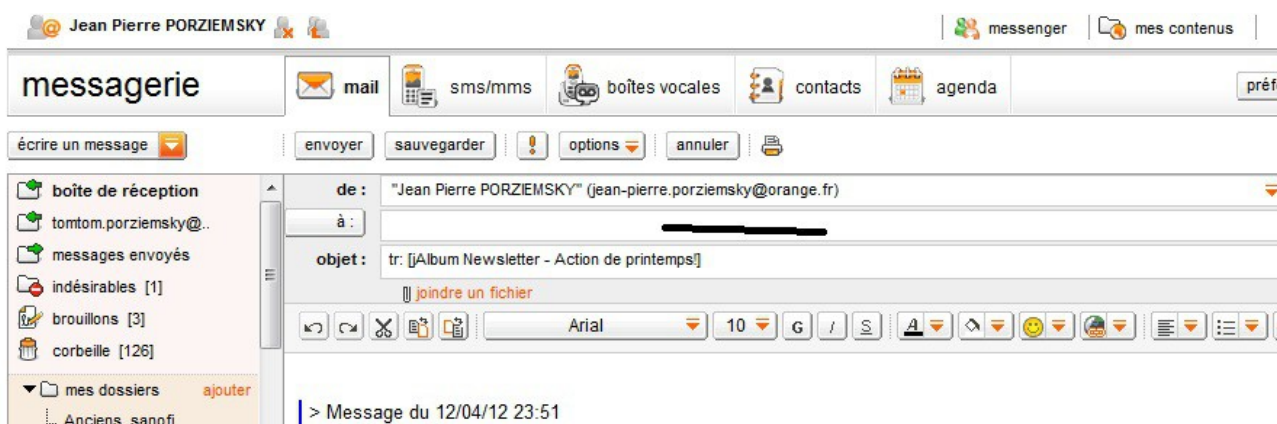 Jean Pierre PORZIEMSKY
messenger
mes contenus
messagerie
mail
sms/mms
boîtes vocales
contacts
agenda
écrire un message
envoyer
sauvegarder
!
options
annuler
boîte de réception
de :
"Jean Pierre PORZIEMSKY" (jean-pierre.porziemsky@orange.fr)
tomtom.porziemsky@..
à :
messages envoyés
objet :
tr: [jAlbum Newsletter - Action de printemps!]
indésirables [1]
joindre un fichier
brouillons [3]
Arial
10
G
I
S
A
corbeille [126]
mes dossiers
ajouter
Anciens sanofi
> Message du 12/04/12 23:51